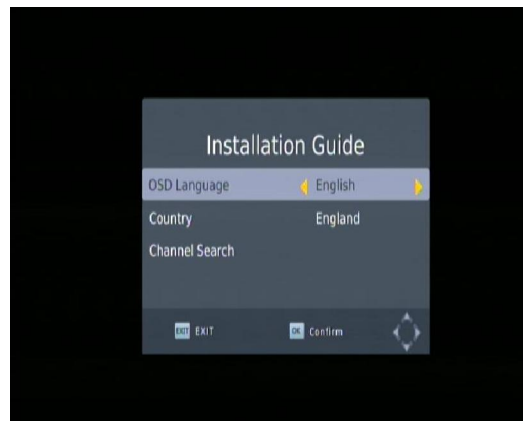 Installation Guide
OSD Language English
Country England
Channel Search
EXIT EXIT OK Confirm